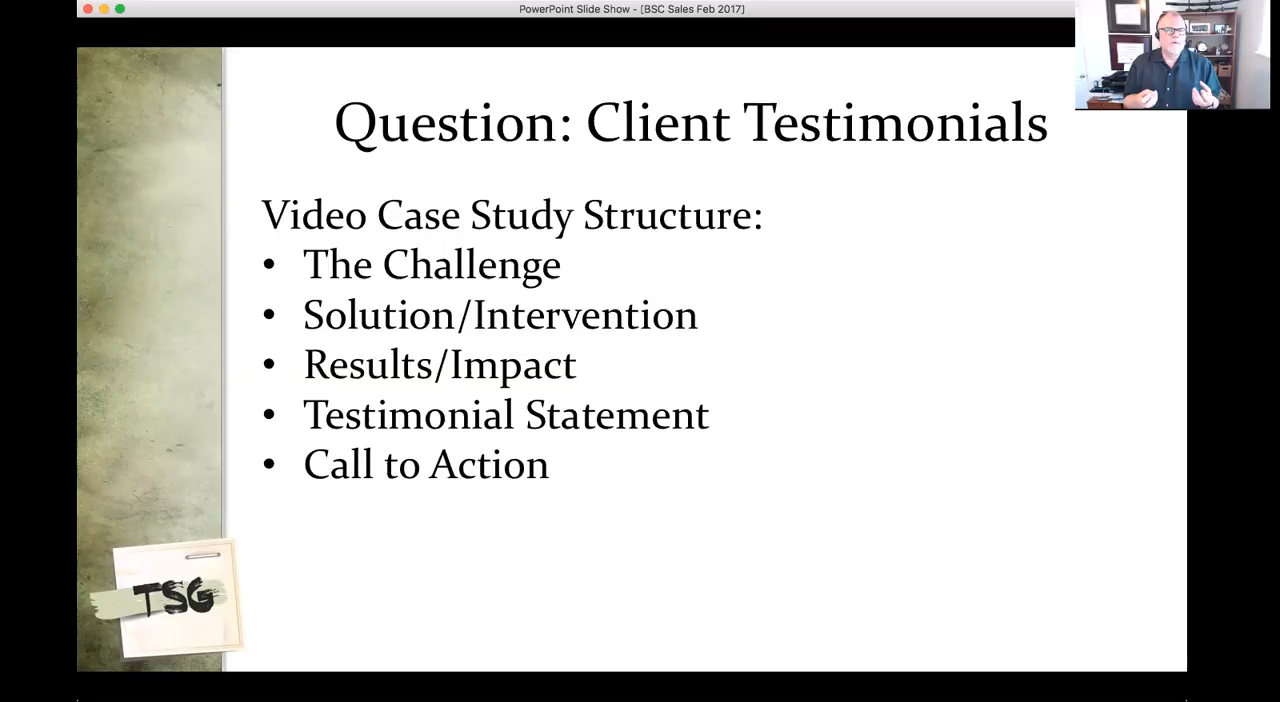 PowerPoint Slide Show - [BSC Sales Feb 2017]
Question: Client Testimonials
Video Case Study Structure:
• The Challenge
• Solution/Intervention
• Results/Impact
• Testimonial Statement
• Call to Action
TSG